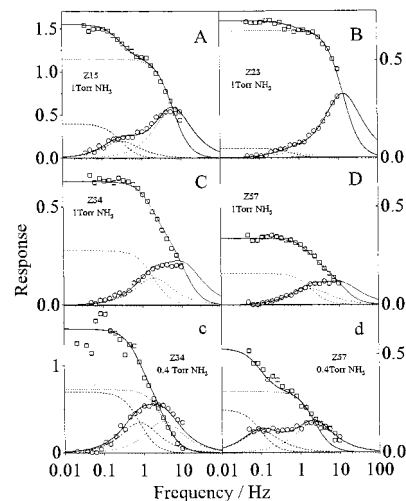 1.5
1.0
0.5
0.0
A
Z15
1Torr NH3
B
Z23
1Torr NH3
0.5
0.0
0.5
0.0
C
Z34
1Torr NH3
D
Z57
1Torr NH3
0.5
0.0
1
0
c
Z34
0.4Torr NH3
d
Z57
0.4Torr NH3
0.5
0.0
Response
0.01 0.1 1 10 0.01 0.1 1 10 100
Frequency / Hz